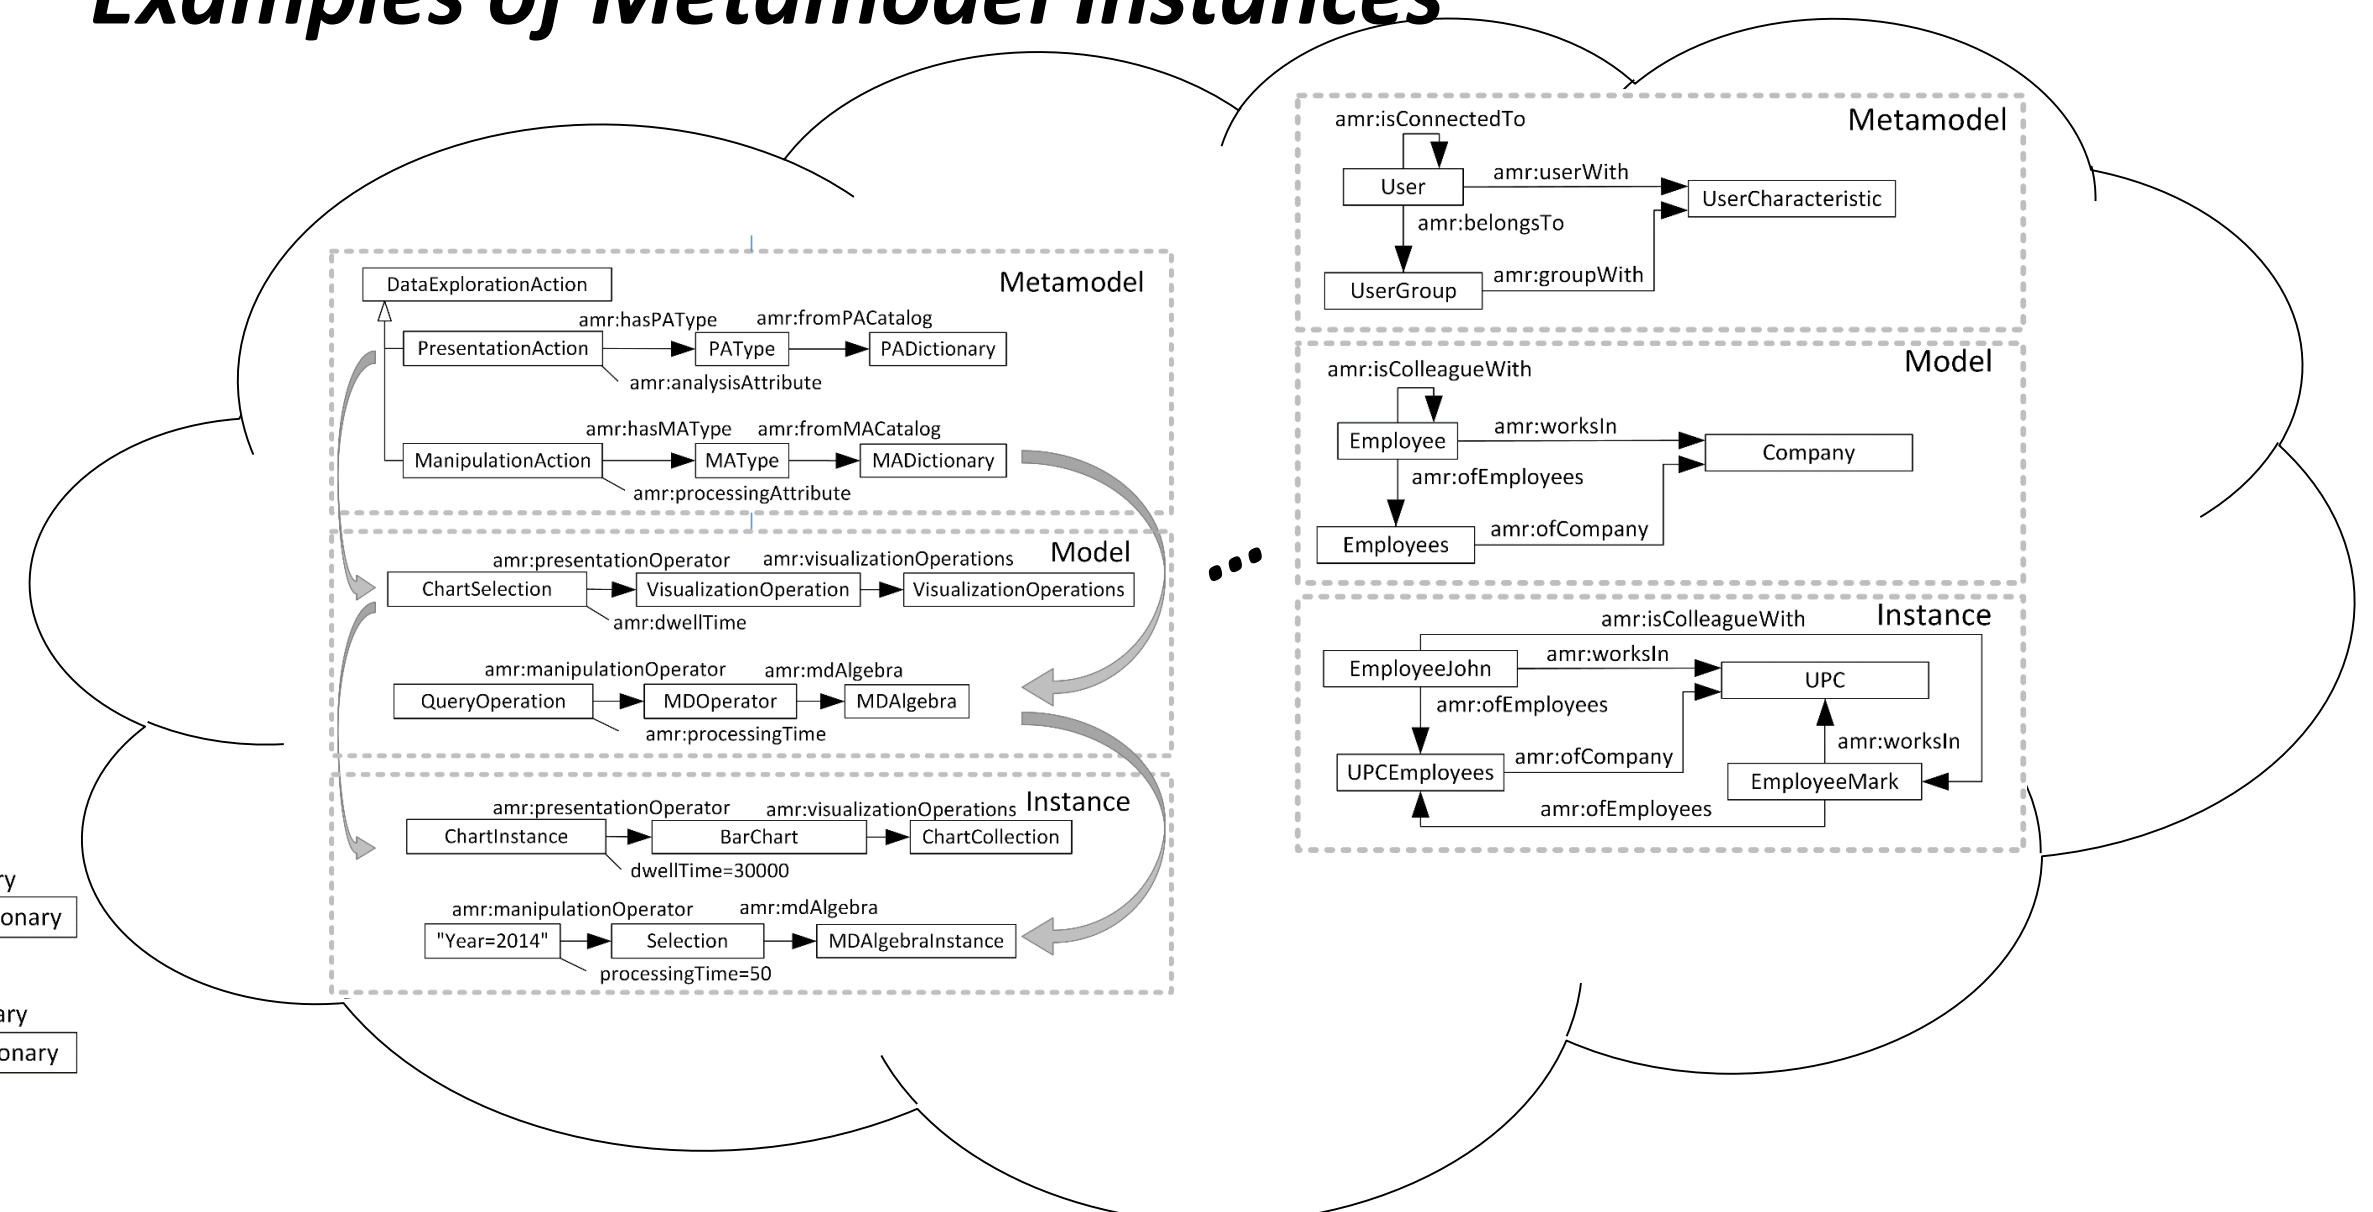 Examples of Metamodel Instances
Metamodel
DataExplorationAction
amr:hasPAType
amr:fromPACatalog
PresentationAction
PAType
PADictionary
amr:analysisAttribute
amr:hasMAType
amr:fromMACatalog
ManipulationAction
MAType
MADictionary
amr:processingAttribute
Model
amr:presentationOperator
amr:visualizationOperations
ChartSelection
VisualizationOperation
VisualizationOperations
amr:dwellTime
amr:manipulationOperator
amr:mdAlgebra
QueryOperation
MDOperator
MDAlgebra
amr:processingTime
Instance
amr:presentationOperator
amr:visualizationOperations
ChartInstance
BarChart
ChartCollection
dwellTime=30000
amr:manipulationOperator
amr:mdAlgebra
"Year=2014"
Selection
MDAlgebraInstance
processingTime=50
Metamodel
amr:isConnectedTo
User
amr:userWith
UserCharacteristic
amr:belongsTo
amr:groupWith
UserGroup
Model
amr:isColleagueWith
Employee
amr:worksIn
Company
amr:ofEmployees
amr:ofCompany
Employees
Instance
amr:isColleagueWith
EmployeeJohn
amr:worksIn
UPC
amr:ofEmployees
amr:worksIn
UPCEmployees
amr:ofCompany
EmployeeMark
amr:ofEmployees
ry
onary
ary
onary